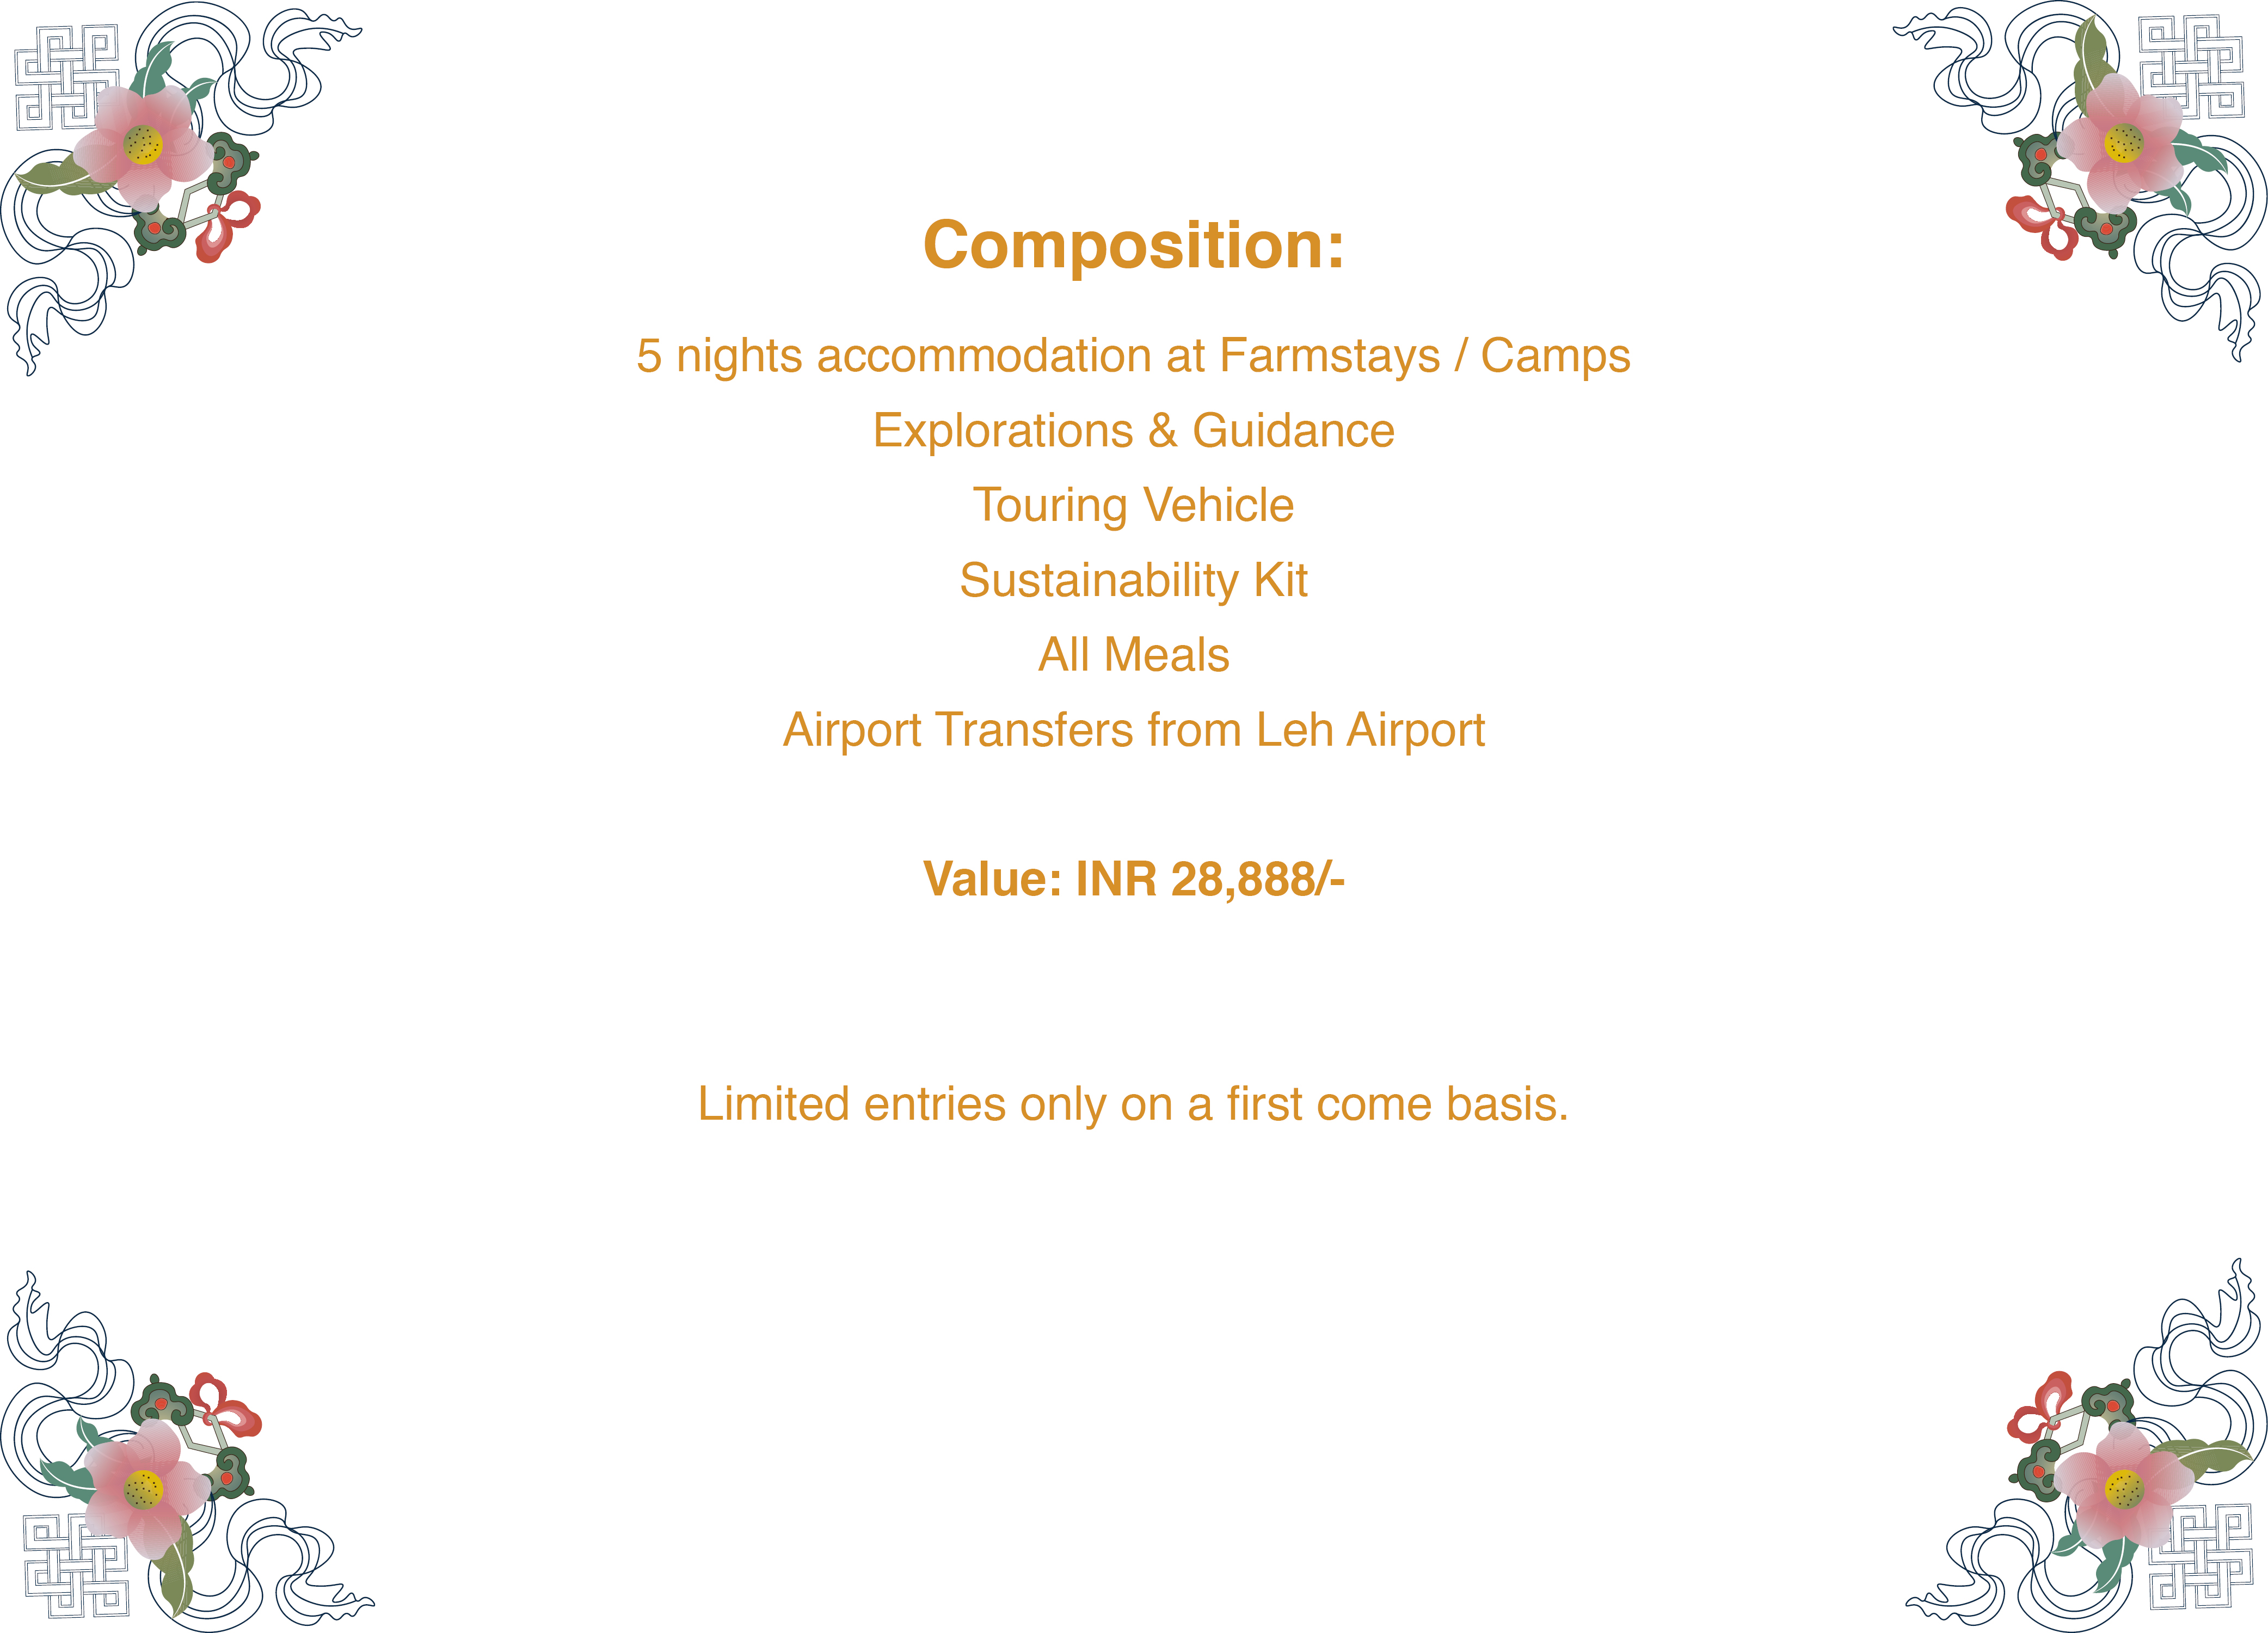 Composition:
5 nights accommodation at Farmstays / Camps
Explorations & Guidance
Touring Vehicle
Sustainability Kit
All Meals
Airport Transfers from Leh Airport
Value: INR 28,888/-
Limited entries only on a first come basis.